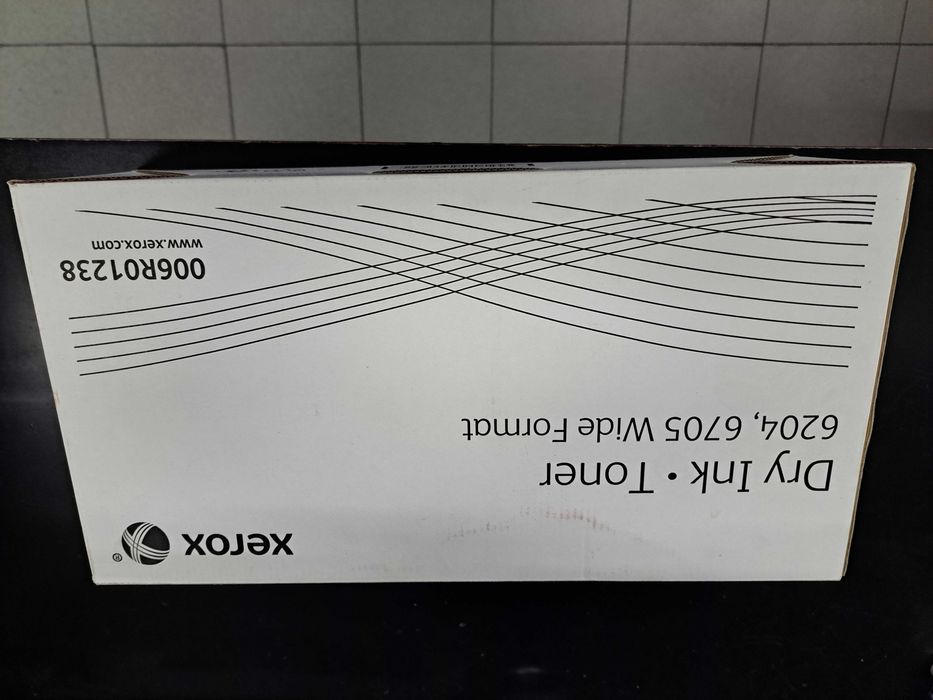 xerox ®
Dry Ink • Toner
6204, 6705 Wide Format
006R01238
www.xerox.com